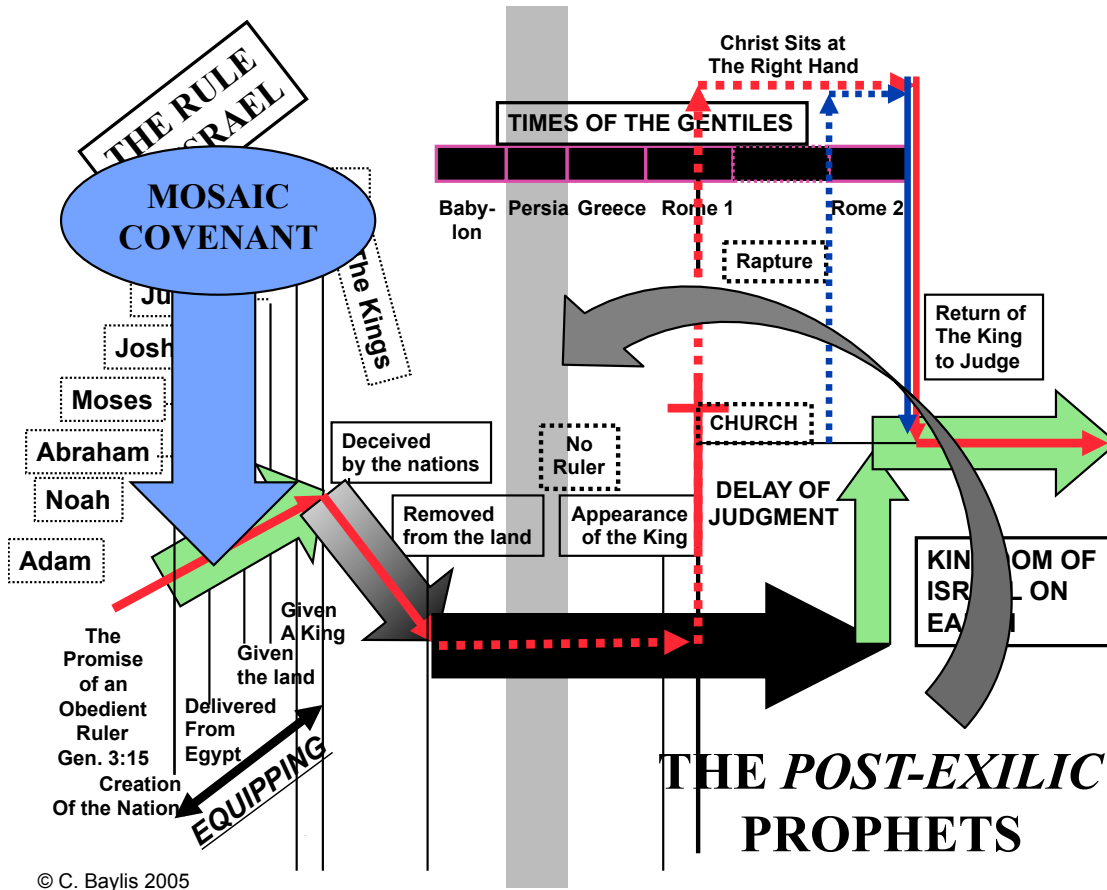 THE RULE
ISRAEL
MOSAIC
COVENANT
The Kings
Josh
Moses
Abraham
Noah
Adam
Christ Sits at
The Right Hand
TIMES OF THE GENTILES
Baby-
lon
Persia
Greece
Rome 1
Rome 2
Rapture
Return of
The King
to Judge
CHURCH
Deceived
by the nations
No
Ruler
Removed
from the land
Appearance
of the King
DELAY OF
JUDGMENT
KINGDOM OF
ISRAEL ON
EARTH
Given
A King
Given
the land
Delivered
From
Egypt
The
Promise
of an
Obedient
Ruler
Gen. 3:15
Creation
Of the Nation
EQUIPPING
THE POST-EXILIC
PROPHETS
© C. Baylis 2005